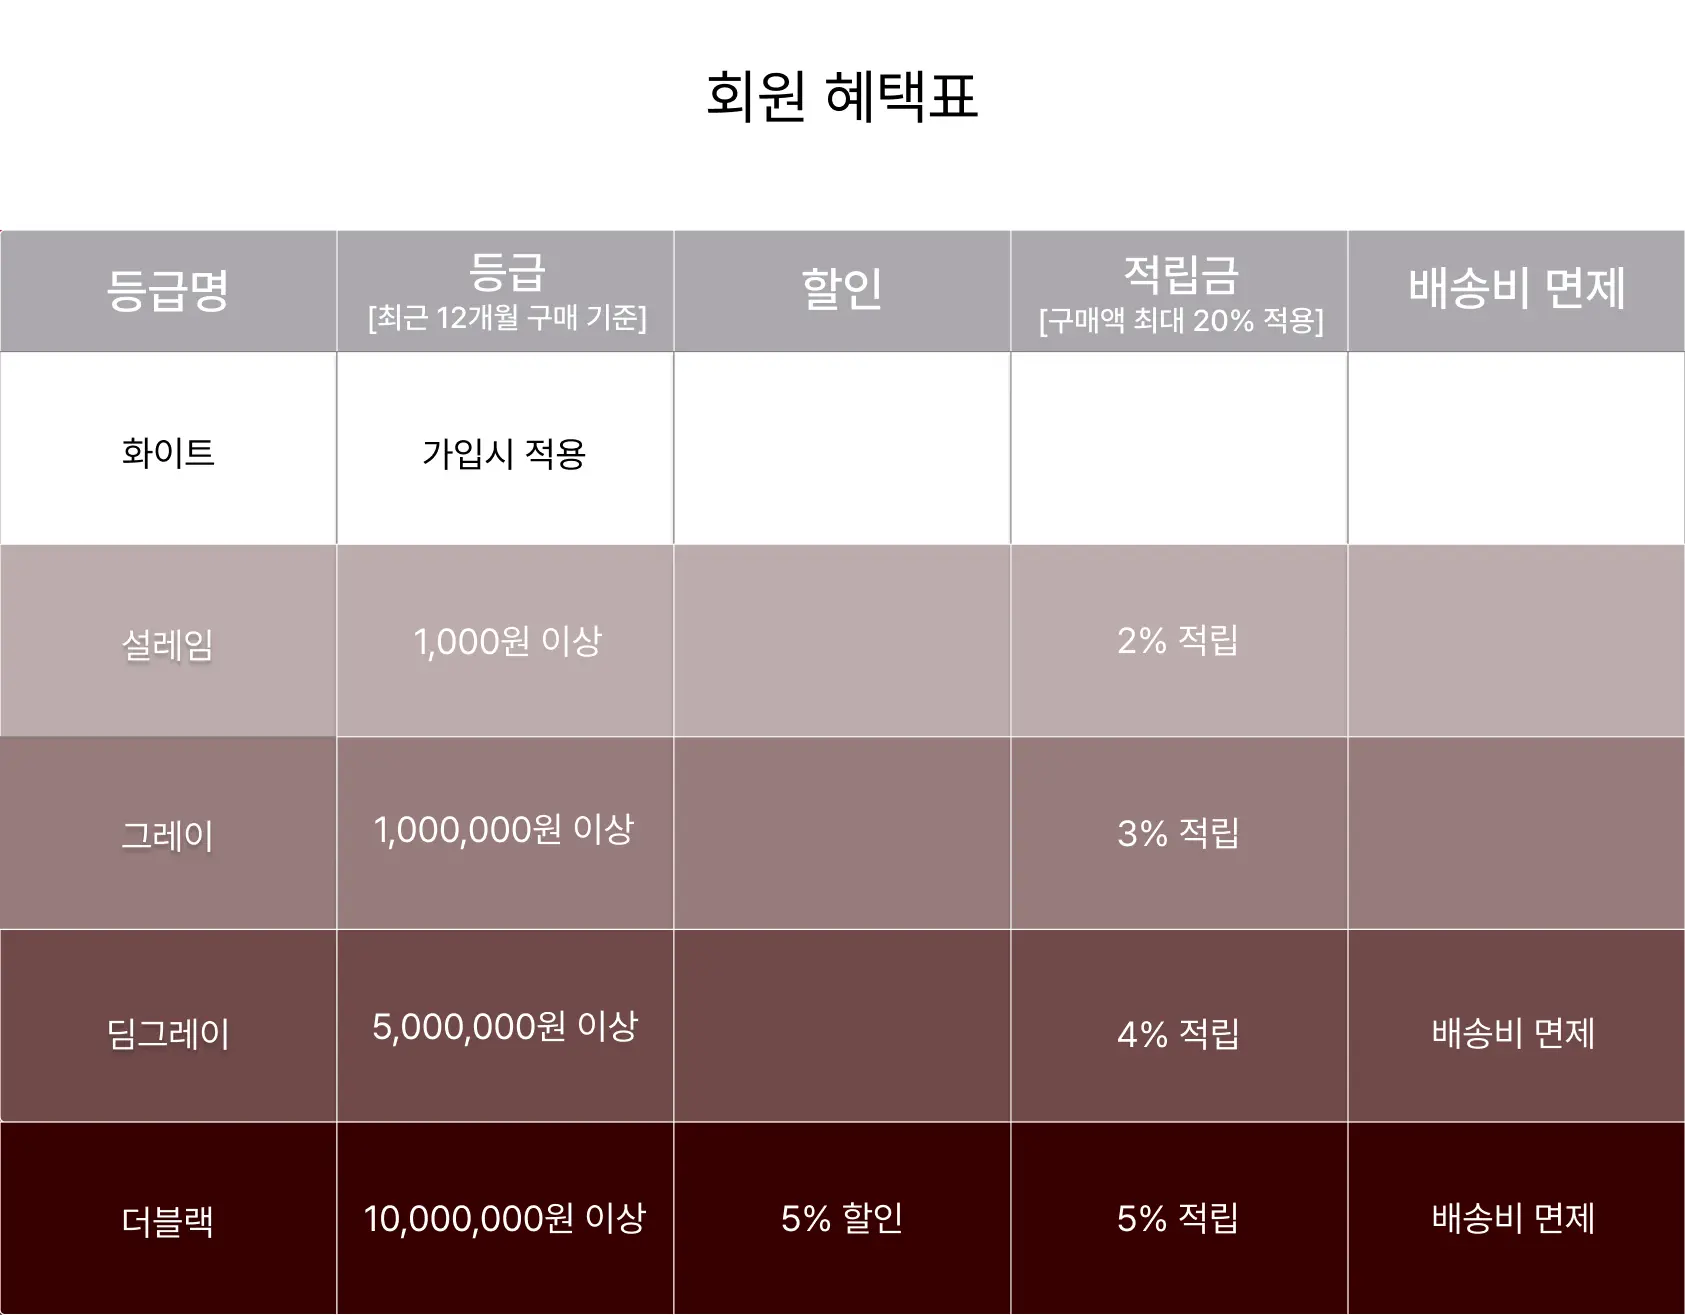 회원 혜택표
등급명
등급
[최근 12개월 구매 기준]
할인
적립금
[구매액 최대 20% 적용]
배송비 면제
화이트
가입시 적용
설레임
1,000원 이상
2% 적립
그레이
1,000,000원 이상
3% 적립
딤그레이
5,000,000원 이상
4% 적립
배송비 면제
더블랙
10,000,000원 이상
5% 할인
5% 적립
배송비 면제